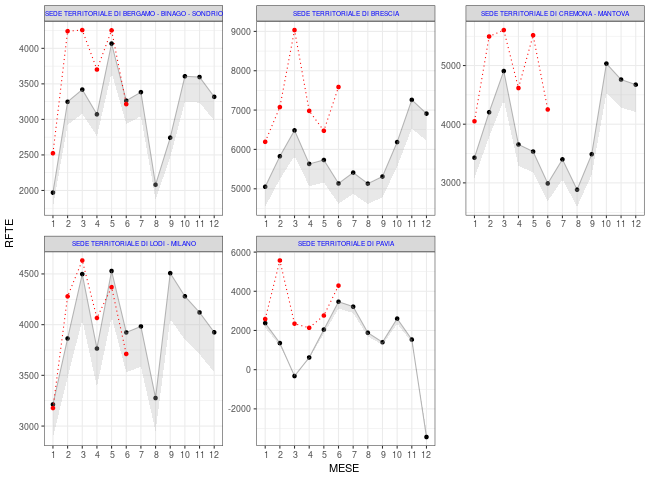 SEDE TERRITORIALE DI BERGAMO - BINAGO - SONDRIO
SEDE TERRITORIALE DI BRESCIA
SEDE TERRITORIALE DI CREMONA - MANTOVA
4000
3500
3000
2500
2000
1 2 3 4 5 6 7 8 9 10 11 12
9000
8000
7000
6000
5000
1 2 3 4 5 6 7 8 9 10 11 12
5000
4000
3000
1 2 3 4 5 6 7 8 9 10 11 12
RFTE
SEDE TERRITORIALE DI LODI - MILANO
SEDE TERRITORIALE DI PAVIA
4500
4000
3500
3000
1 2 3 4 5 6 7 8 9 10 11 12
6000
4000
2000
0
-2000
1 2 3 4 5 6 7 8 9 10 11 12
MESE